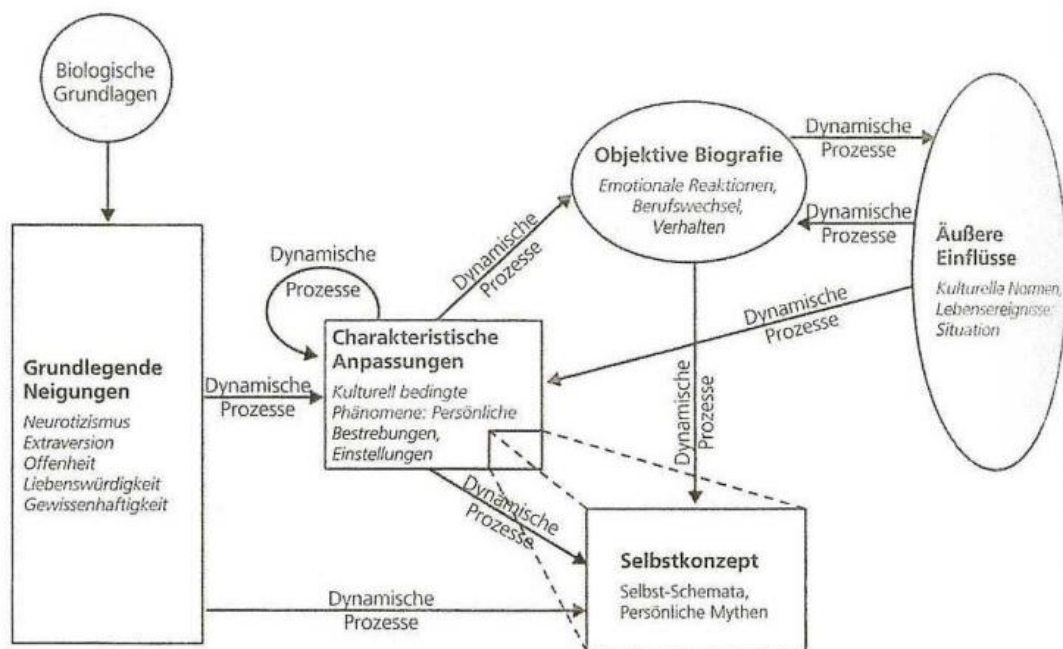 Biologische
Grundlagen
Dynamische
Prozesse
Objektive Biografie
Emotionale Reaktionen,
Berufswechsel,
Verhalten
Dynamische
Prozesse
Dynamische
Prozesse
Äußere
Einflüsse
Kulturelle Normen,
Lebensereignisse:
Situation
Dynamische
Prozesse
Dynamische
Prozesse
Dynamische
Prozesse
Charakteristische
Anpassungen
Kulturell bedingte
Phänomene: Persönliche
Bestrebungen,
Einstellungen
Grundlegende
Neigungen
Neurotizismus
Extraversion
Offenheit
Liebenswürdigkeit
Gewissenhaftigkeit
Dynamische
Prozesse
Dynamische
Prozesse
Dynamische
Prozesse
Selbstkonzept
Selbst-Schemata,
Persönliche Mythen
Dynamische
Prozesse